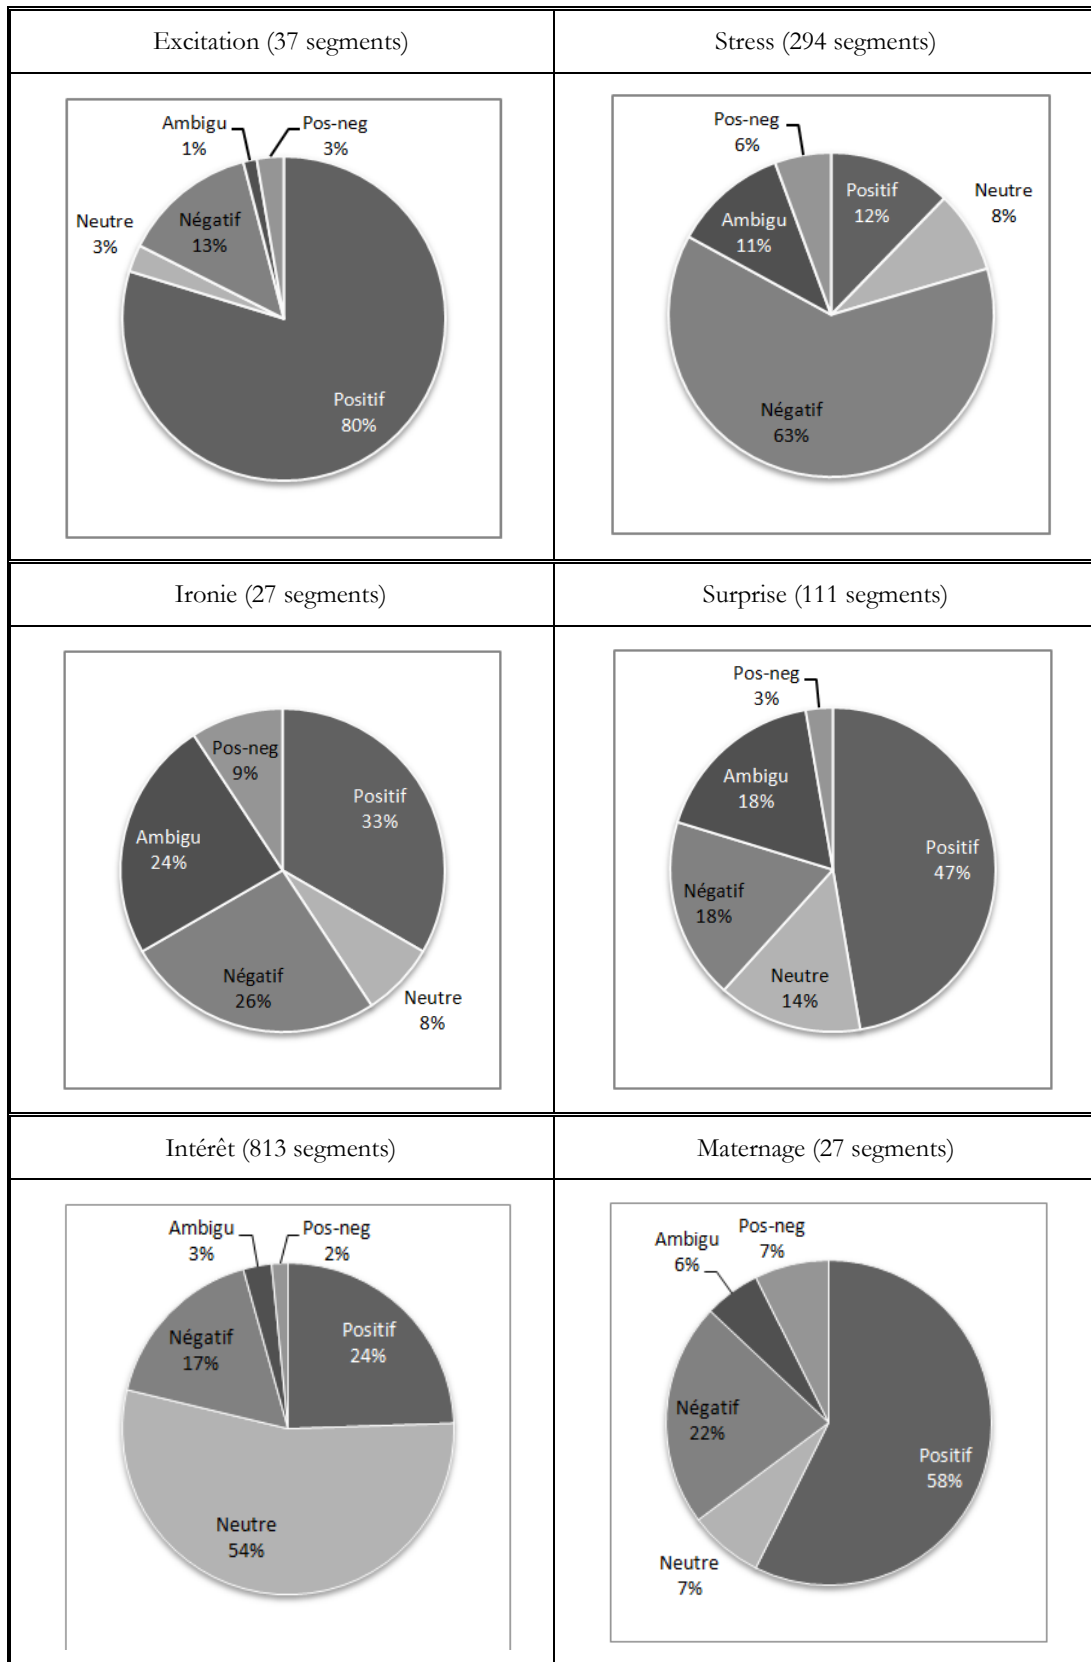 Excitation (37 segments)
Stress (294 segments)
Ambigu
1%
Pos-neg
3%
Neutre
3%
Négatif
13%
Positif
80%
Pos-neg
6%
Positif
12%
Neutre
8%
Ambigu
11%
Négatif
63%
Ironie (27 segments)
Surprise (111 segments)
Pos-neg
9%
Positif
33%
Ambigu
24%
Négatif
26%
Neutre
8%
Pos-neg
3%
Ambigu
18%
Positif
47%
Négatif
18%
Neutre
14%
Intérêt (813 segments)
Maternage (27 segments)
Ambigu
3%
Pos-neg
2%
Positif
24%
Négatif
17%
Neutre
54%
Ambigu
6%
Pos-neg
7%
Négatif
22%
Positif
58%
Neutre
7%